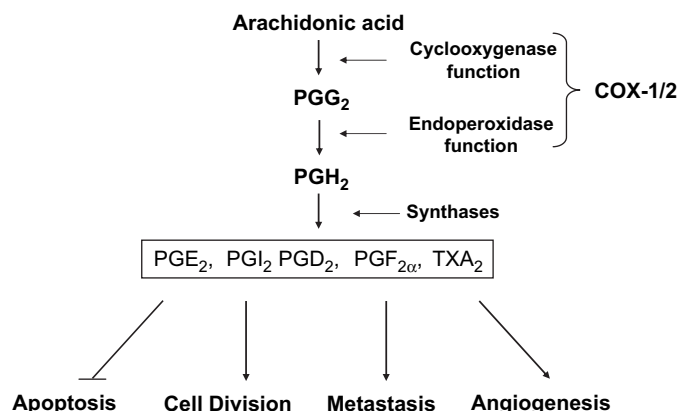 Arachidonic acid
Cyclooxygenase
function
COX-1/2
PGG₂
Endoperoxidase
function
PGH₂
Synthases
PGE₂, PGI₂ PGD₂, PGF₂α, TXA₂
Apoptosis Cell Division Metastasis Angiogenesis